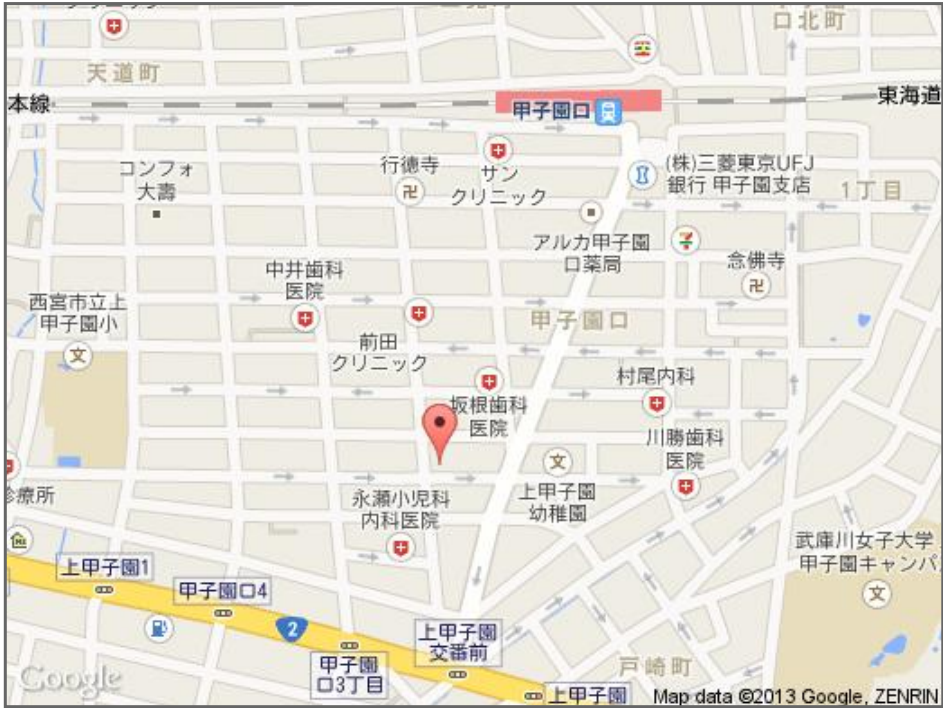 天道町
口北町
本線
甲子園口
東海道
コンフォ
大壽
行徳寺
サン
クリニック
(株)三菱東京UFJ
銀行 甲子園支店
1丁目
アルカ甲子園
口薬局
念佛寺
中井歯科
医院
西宮市立上
甲子園小
甲子園口
前田
クリニック
村尾内科
坂根歯科
医院
川勝歯科
医院
診療所
永瀬小児科
内科医院
上甲子園
幼稚園
武庫川女子大学
甲子園キャンパ
上甲子園1
甲子園口4
2
上甲子園
交番前
甲子園
口3丁目
戸崎町
上甲子園
Google
Map data ©2013 Google, ZENRIN